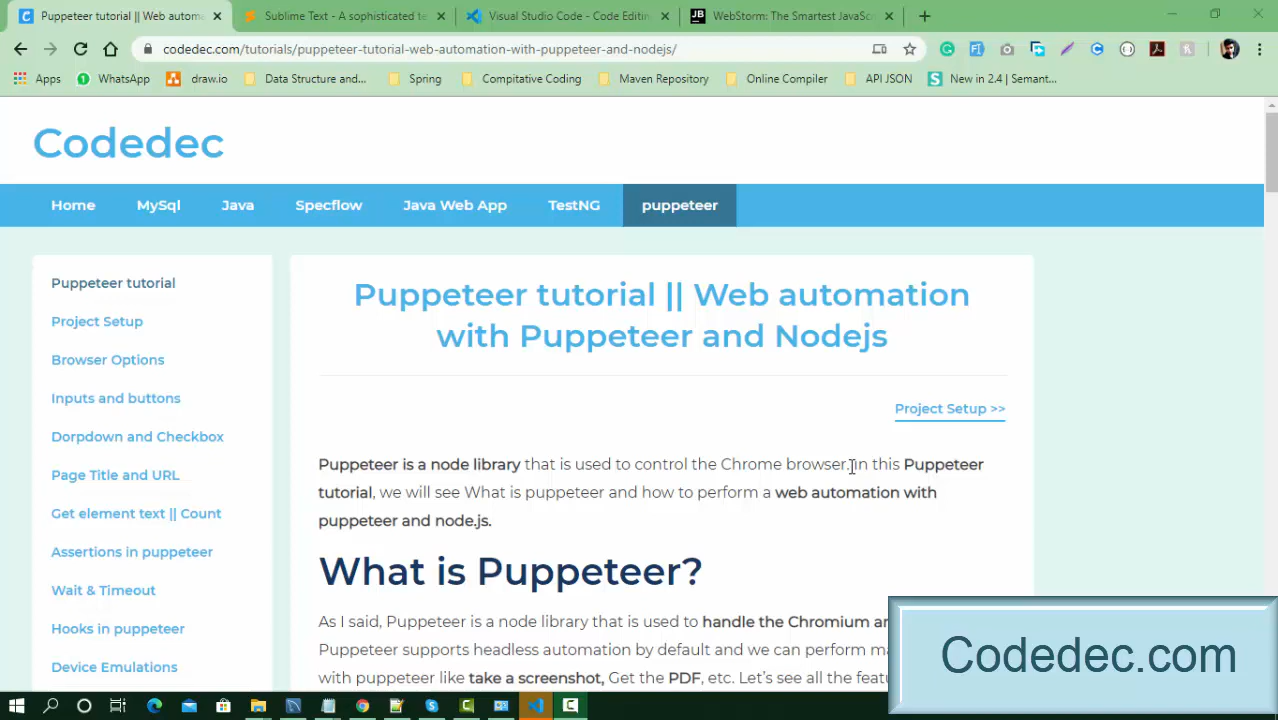 Puppeteer tutorial || Web autom
Sublime Text - A sophisticated te
Visual Studio Code - Code Editin
WebStorm: The Smartest JavaSc
codedec.com/tutorials/puppeteer-tutorial-web-automation-with-puppeteer-and-nodejs/
Apps WhatsApp draw.io Data Structure and... Spring Compitative Coding Maven Repository Online Compiler API JSON New in 2.4 | Semant...
Codedec
Home MySql Java Specflow Java Web App TestNG puppeteer
Puppeteer tutorial
Project Setup
Browser Options
Inputs and buttons
Dorpdown and Checkbox
Page Title and URL
Get element text || Count
Assertions in puppeteer
Wait & Timeout
Hooks in puppeteer
Device Emulations
Puppeteer tutorial || Web automation
with Puppeteer and Nodejs
Project Setup >>
Puppeteer is a node library that is used to control the Chrome browser. In this Puppeteer
tutorial, we will see What is puppeteer and how to perform a web automation with
puppeteer and node.js.
What is Puppeteer?
As I said, Puppeteer is a node library that is used to handle the Chromium ar
Puppeteer supports headless automation by default and we can perform ma
with puppeteer like take a screenshot, Get the PDF, etc. Let's see all the featu
Codedec.com